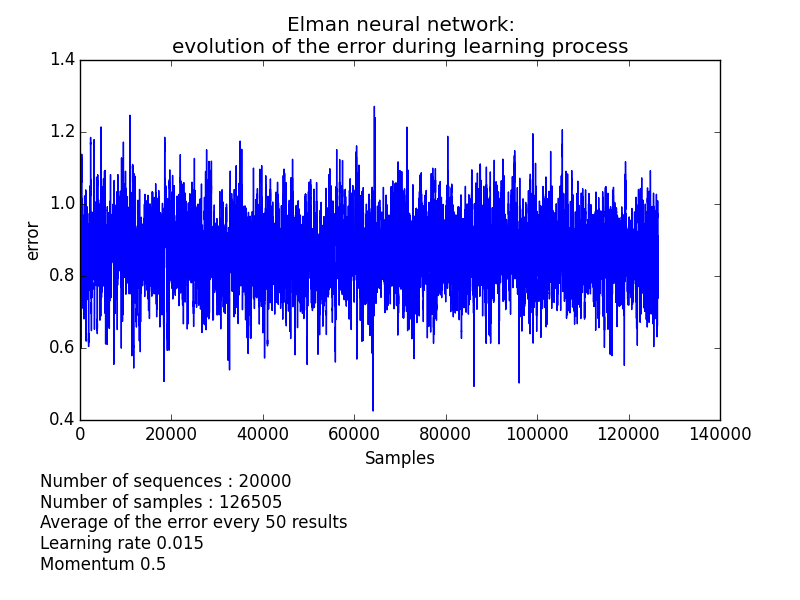 Elman neural network:
evolution of the error during learning process
1.4
1.2
1.0
0.8
0.6
0.4
error
0 20000 40000 60000 80000 100000 120000 140000
Samples
Number of sequences : 20000
Number of samples : 126505
Average of the error every 50 results
Learning rate 0.015
Momentum 0.5